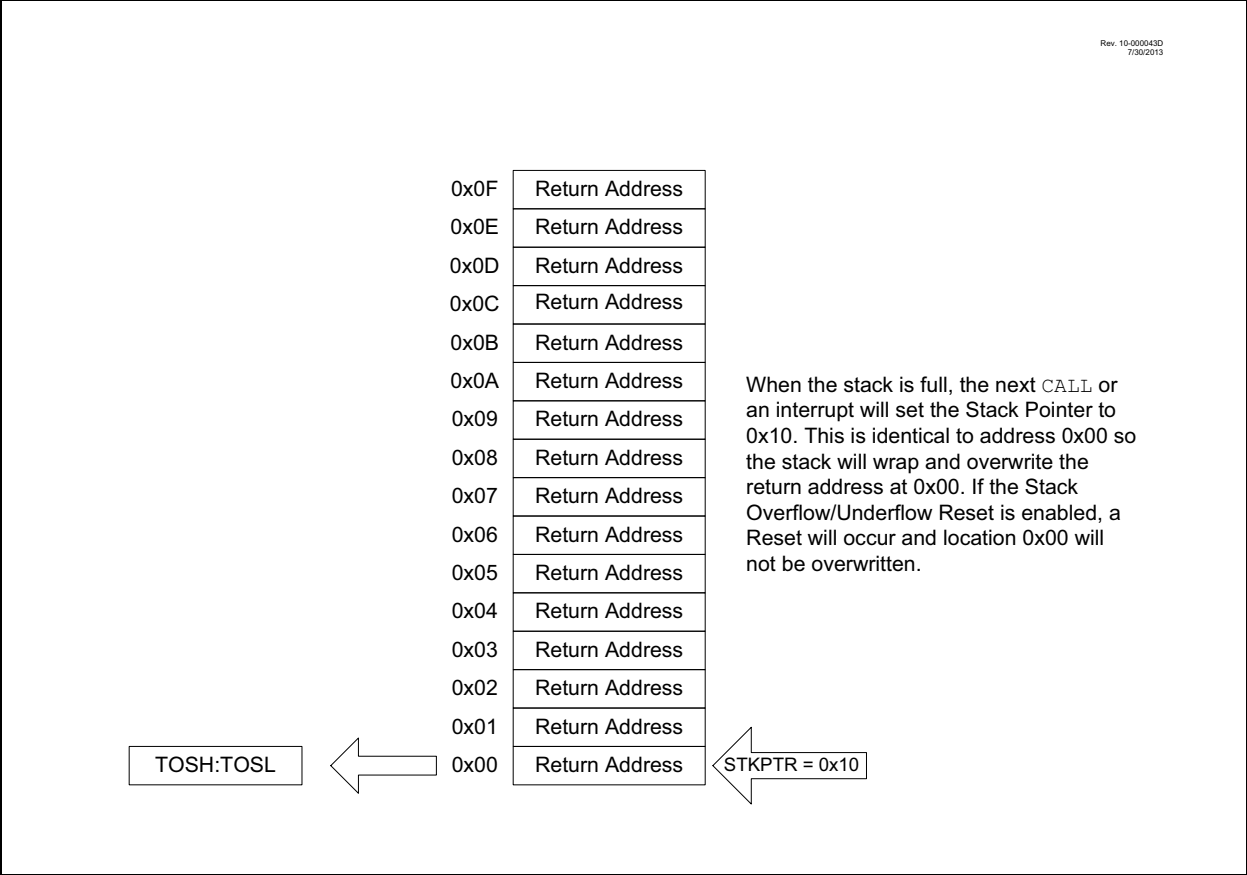 Rev. 10-000043D
7/30/2013
0x0F Return Address
0x0E Return Address
0x0D Return Address
0x0C Return Address
0x0B Return Address
0x0A Return Address
0x09 Return Address
0x08 Return Address
0x07 Return Address
0x06 Return Address
0x05 Return Address
0x04 Return Address
0x03 Return Address
0x02 Return Address
0x01 Return Address
TOSH:TOSL 0x00 Return Address STKPTR = 0x10
When the stack is full, the next CALL or
an interrupt will set the Stack Pointer to
0x10. This is identical to address 0x00 so
the stack will wrap and overwrite the
return address at 0x00. If the Stack
Overflow/Underflow Reset is enabled, a
Reset will occur and location 0x00 will
not be overwritten.